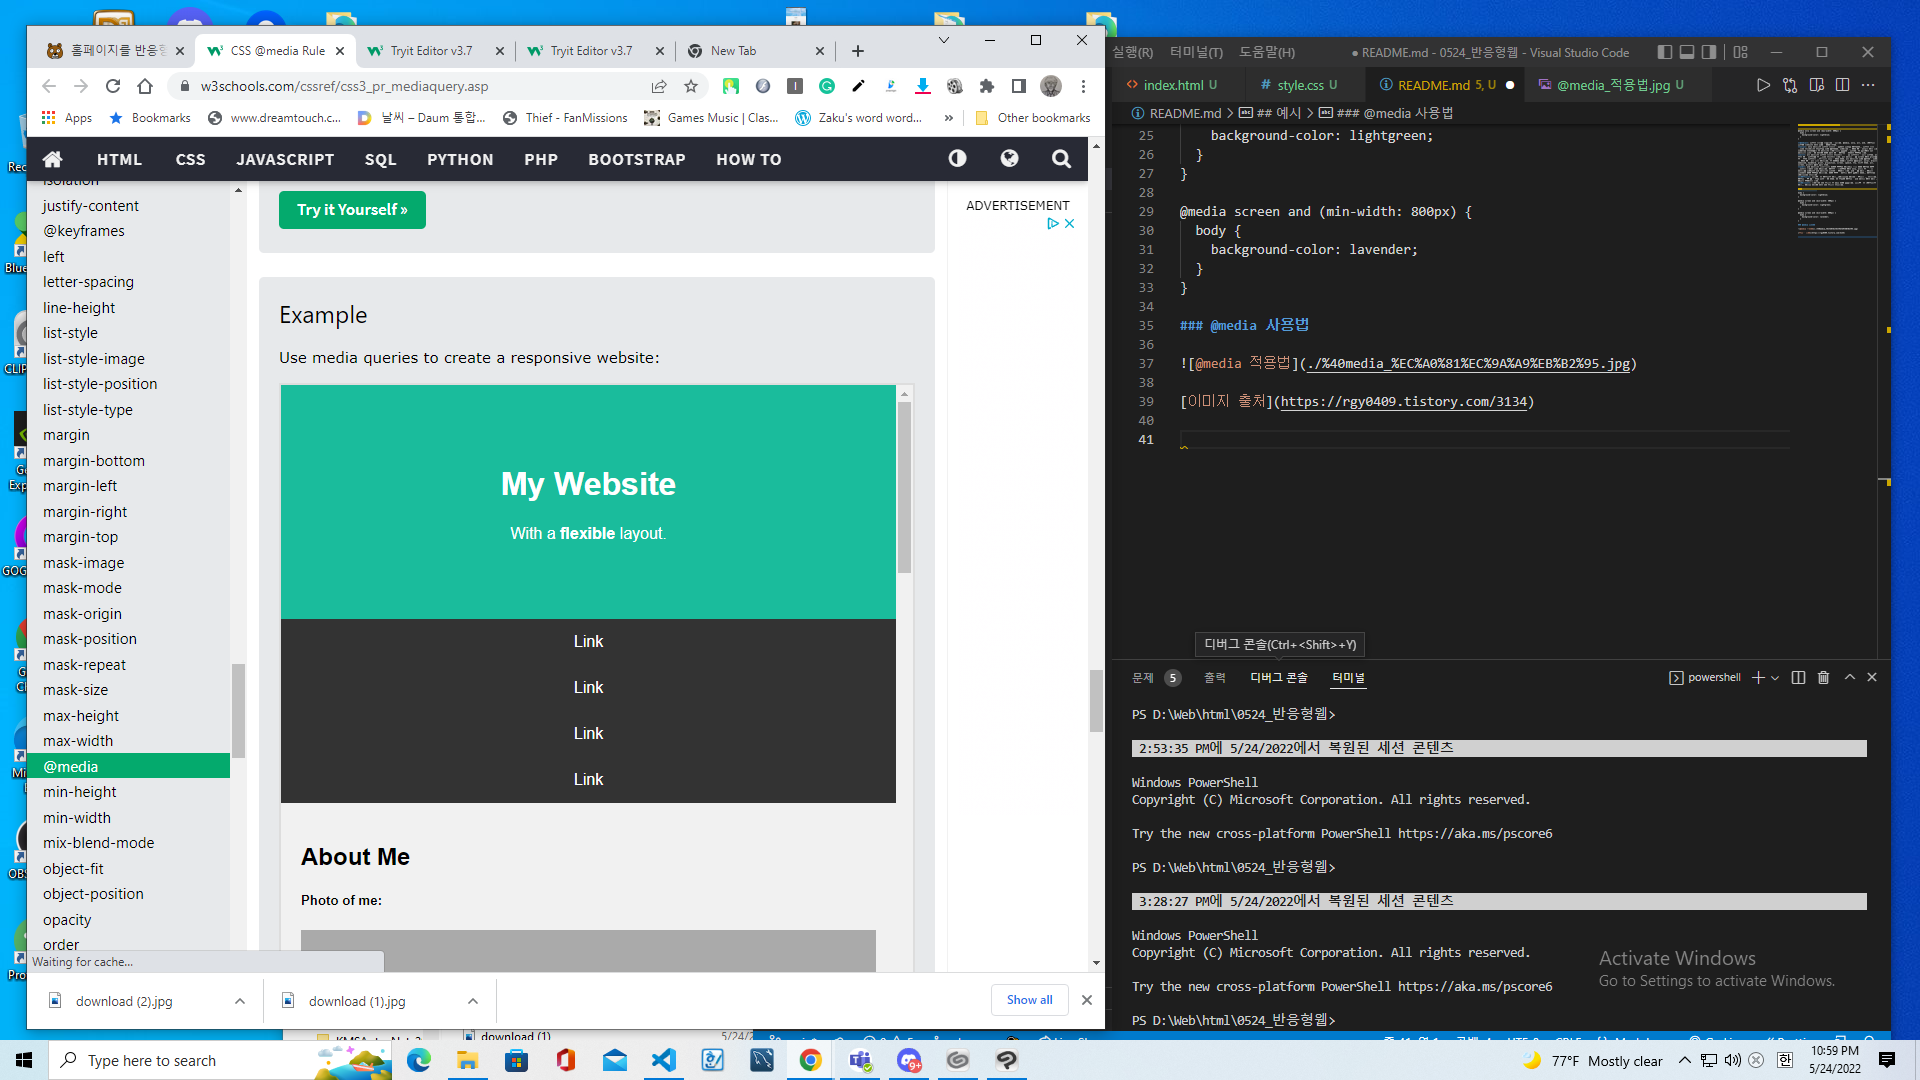 홈페이지를 반응형
CSS @media Rule
Tryit Editor v3.7
Tryit Editor v3.7
New Tab
w3schools.com/cssref/css3_pr_mediaquery.asp
Apps
Bookmarks
www.dreamtouch.c...
날씨 – Daum 통합...
Thief - FanMissions
Games Music | Clas...
Zaku's word word...
»
Other bookmarks
HTML
CSS
JAVASCRIPT
SQL
PYTHON
PHP
BOOTSTRAP
HOW TO
isolation
justify-content
@keyframes
left
letter-spacing
line-height
list-style
list-style-image
list-style-position
list-style-type
margin
margin-bottom
margin-left
margin-right
margin-top
mask-image
mask-mode
mask-origin
mask-position
mask-repeat
mask-size
max-height
max-width
@media
min-height
min-width
mix-blend-mode
object-fit
object-position
opacity
order
Try it Yourself »
ADVERTISEMENT
Example
Use media queries to create a responsive website:
My Website
With a flexible layout.
Link
Link
Link
Link
About Me
Photo of me:
Waiting for cache...
download (2).jpg
download (1).jpg
Show all
download (1)
실행(R) 터미널(T) 도움말(H)
● README.md - 0524_반응형웹 - Visual Studio Code
index.html U
# style.css U
README.md 5, U
@media_적용법.jpg U
README.md > ## 예시 > ### @media 사용법
25 background-color: lightgreen;
26 }
27 }
28
29 @media screen and (min-width: 800px) {
30 body {
31 background-color: lavender;
32 }
33 }
34
35 ### @media 사용법
36
37 ![@media 적용법](./%40media_%EC%A0%81%EC%9A%A9%EB%B2%95.jpg)
38
39 [이미지 출처](https://rgy0409.tistory.com/3134)
40
41
디버그 콘솔(Ctrl+<Shift>+Y)
문제 5
출력
디버그 콘솔
터미널
powershell
PS D:\Web\html\0524_반응형웹>
2:53:35 PM에 5/24/2022에서 복원된 세션 콘텐츠
Windows PowerShell
Copyright (C) Microsoft Corporation. All rights reserved.
Try the new cross-platform PowerShell https://aka.ms/pscore6
PS D:\Web\html\0524_반응형웹>
3:28:27 PM에 5/24/2022에서 복원된 세션 콘텐츠
Windows PowerShell
Copyright (C) Microsoft Corporation. All rights reserved.
Try the new cross-platform PowerShell https://aka.ms/pscore6
PS D:\Web\html\0524_반응형웹>
Activate Windows
Go to Settings to activate Windows.
Type here to search
9+
77°F Mostly clear
한
10:59 PM
5/24/2022